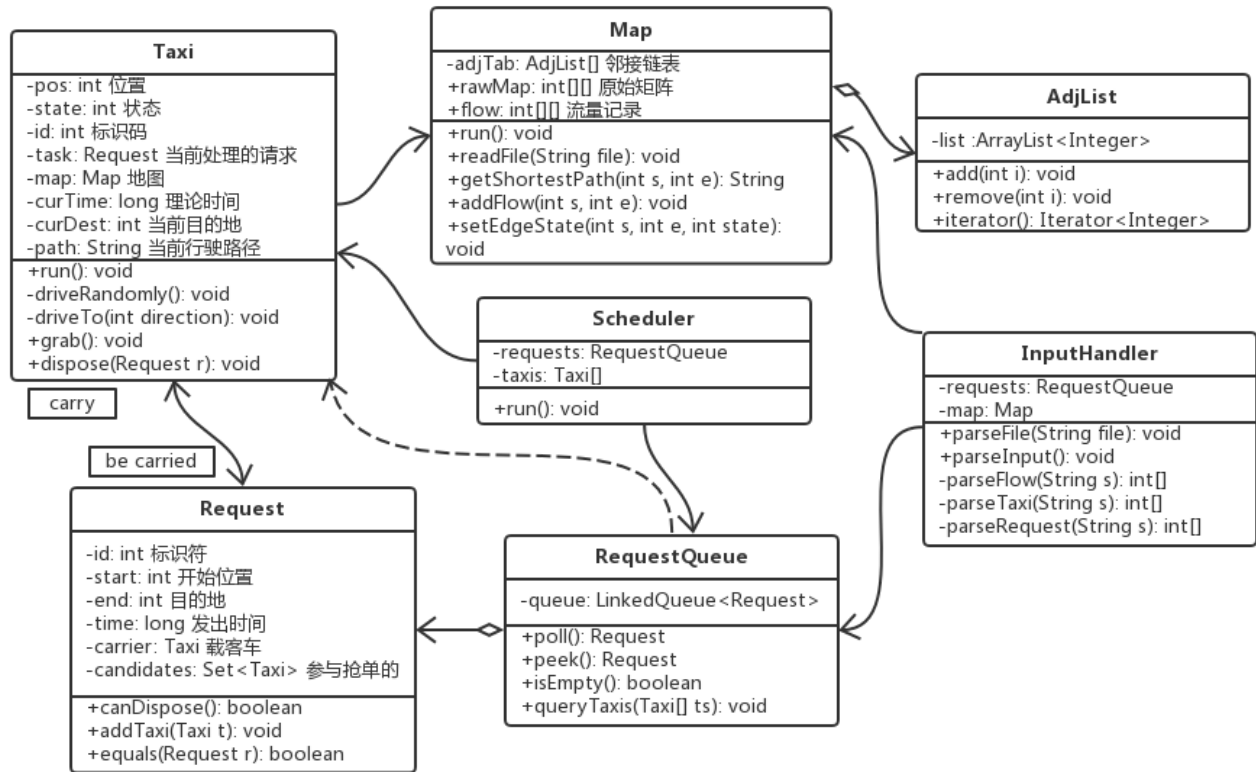 Taxi
-pos: int 位置
-state: int 状态
-id: int 标识码
-task: Request 当前处理的请求
-map: Map 地图
-curTime: long 理论时间
-curDest: int 当前目的地
-path: String 当前行驶路径
+run(): void
-driveRandomly(): void
-driveTo(int direction): void
+grab(): void
+dispose(Request r): void
Map
-adjTab: AdjList[] 邻接链表
+rawMap: int[][] 原始矩阵
+flow: int[][] 流量记录
+run(): void
+readFile(String file): void
+getShortestPath(int s, int e): String
+addFlow(int s, int e): void
+setEdgeState(int s, int e, int state):
void
AdjList
-list :ArrayList<Integer>
+add(int i): void
+remove(int i): void
+iterator(): Iterator<Integer>
Scheduler
-requests: RequestQueue
-taxis: Taxi[]
+run(): void
InputHandler
-requests: RequestQueue
-map: Map
+parseFile(String file): void
+parseInput(): void
-parseFlow(String s): int[]
-parseTaxi(String s): int[]
-parseRequest(String s): int[]
carry
be carried
Request
-id: int 标识符
-start: int 开始位置
-end: int 目的地
-time: long 发出时间
-carrier: Taxi 载客车
-candidates: Set<Taxi> 参与抢单的
+canDispose(): boolean
+addTaxi(Taxi t): void
+equals(Request r): boolean
RequestQueue
-queue: LinkedQueue<Request>
+poll(): Request
+peek(): Request
+isEmpty(): boolean
+queryTaxis(Taxi[] ts): void